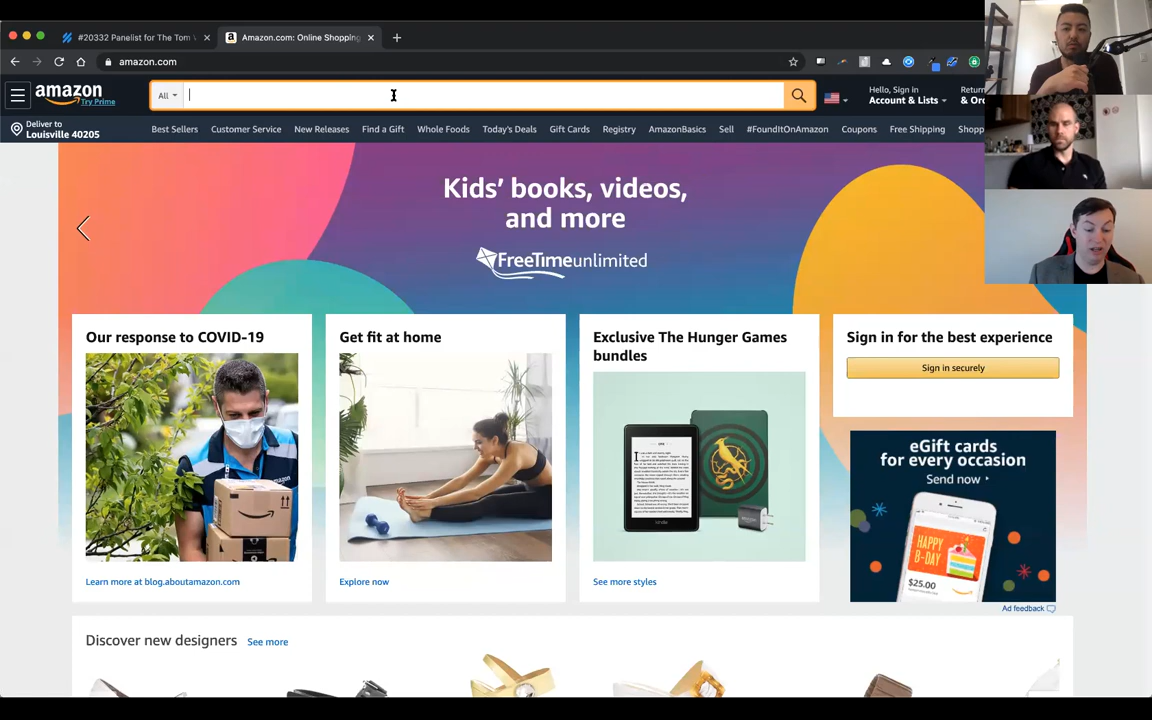 #20332 Panelist for The Tom
Amazon.com: Online Shopping
amazon.com
amazon
Try Prime
All
Hello, Sign in
Account & Lists
Return
& Or
Deliver to
Louisville 40205
Best Sellers
Customer Service
New Releases
Find a Gift
Whole Foods
Today's Deals
Gift Cards
Registry
AmazonBasics
Sell
#FoundItOnAmazon
Coupons
Free Shipping
Shopp
Kids' books, videos,
and more
FreeTime unlimited
Our response to COVID-19
Get fit at home
Exclusive The Hunger Games
bundles
Sign in for the best experience
Sign in securely
amazon
kindle
eGift cards
for every occasion
Send now
HAPPY
B-DAY
$25.00
Learn more at blog.aboutamazon.com
Explore now
See more styles
Ad feedback
Discover new designers
See more